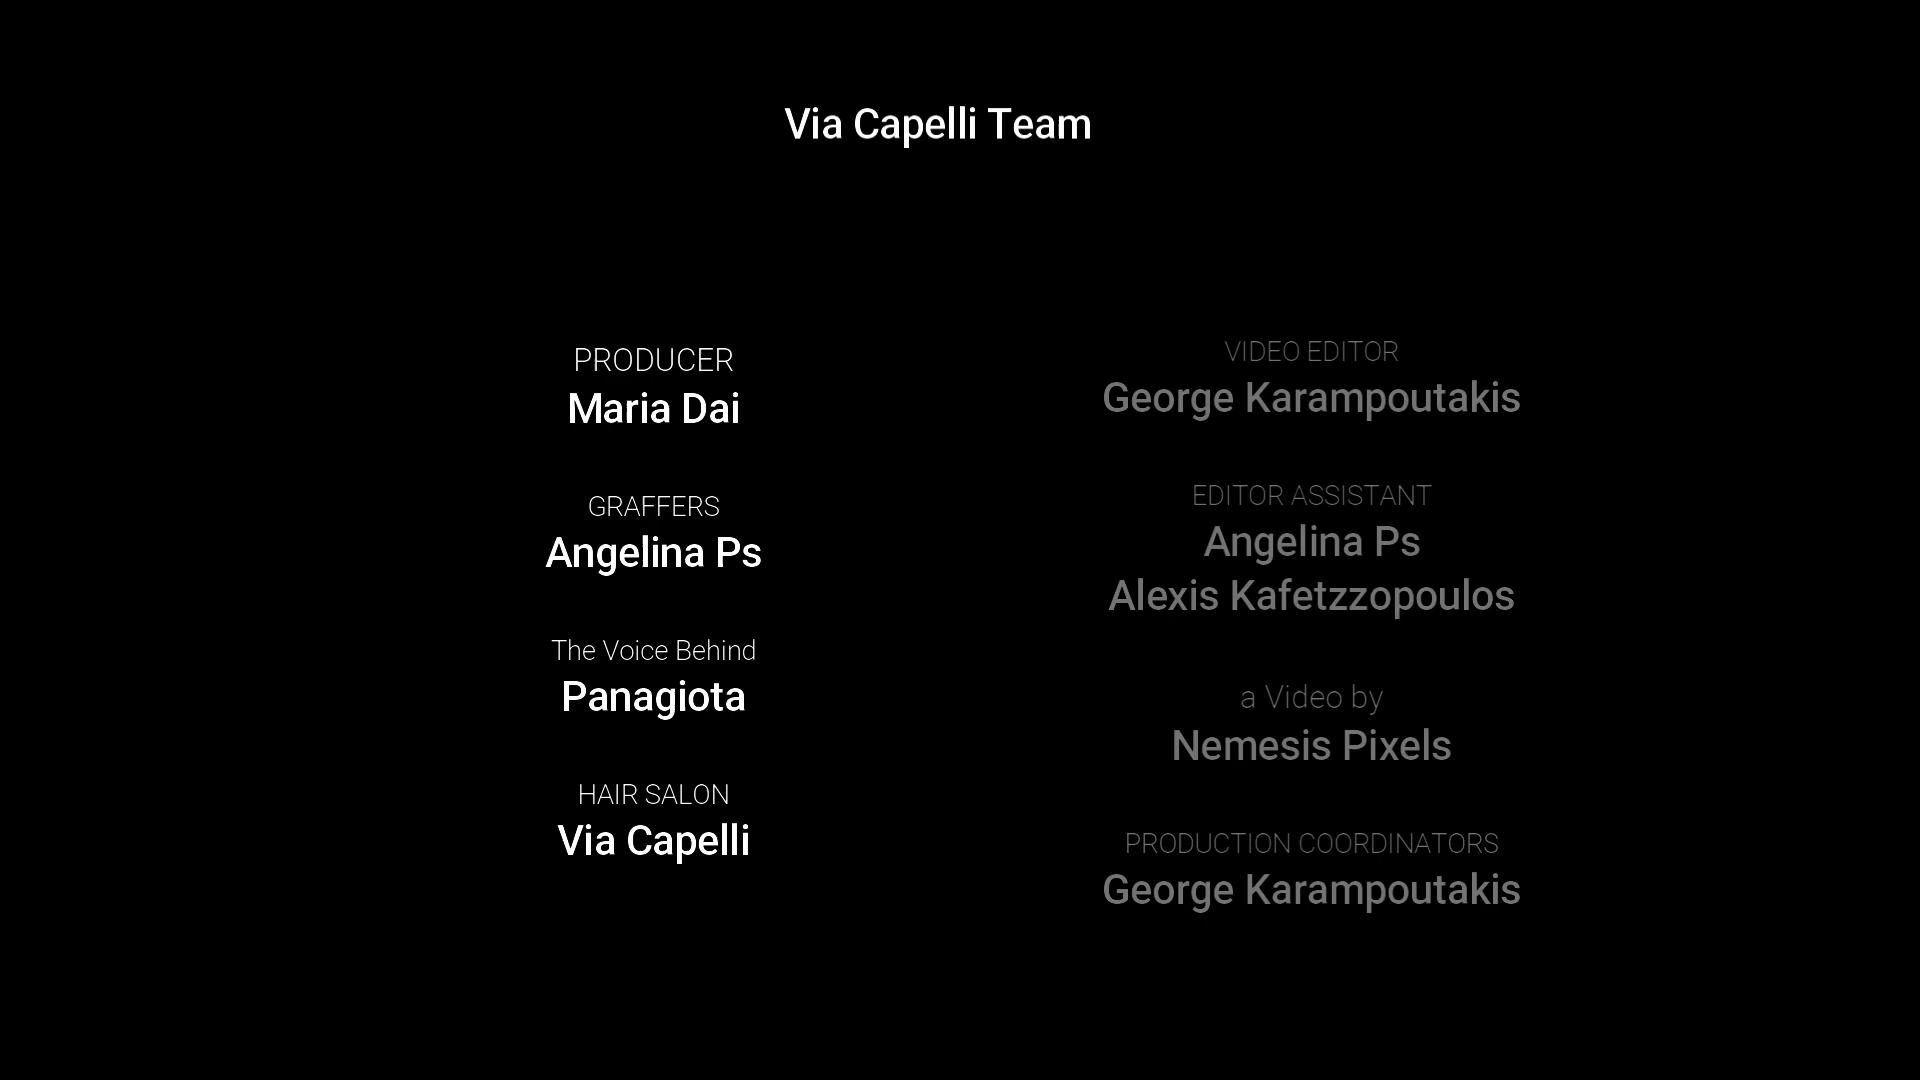 Via Capelli Team
PRODUCER
Maria Dai
GRAFFERS
Angelina Ps
The Voice Behind
Panagiota
HAIR SALON
Via Capelli
VIDEO EDITOR
George Karampoutakis
EDITOR ASSISTANT
Angelina Ps
Alexis Kafetzzopoulos
a Video by
Nemesis Pixels
PRODUCTION COORDINATORS
George Karampoutakis